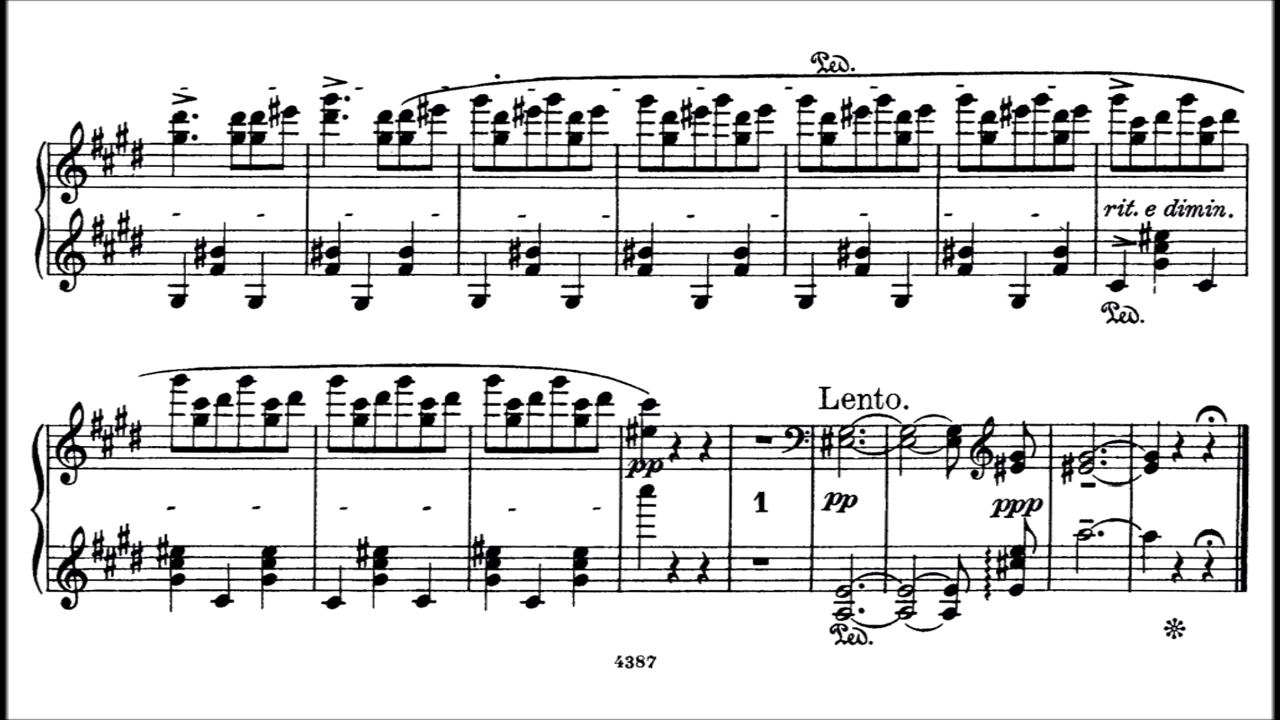 Ped.
rit. e dimin.
Ped.
Lento.
pp
1
pp
ppp
Ped.
4387